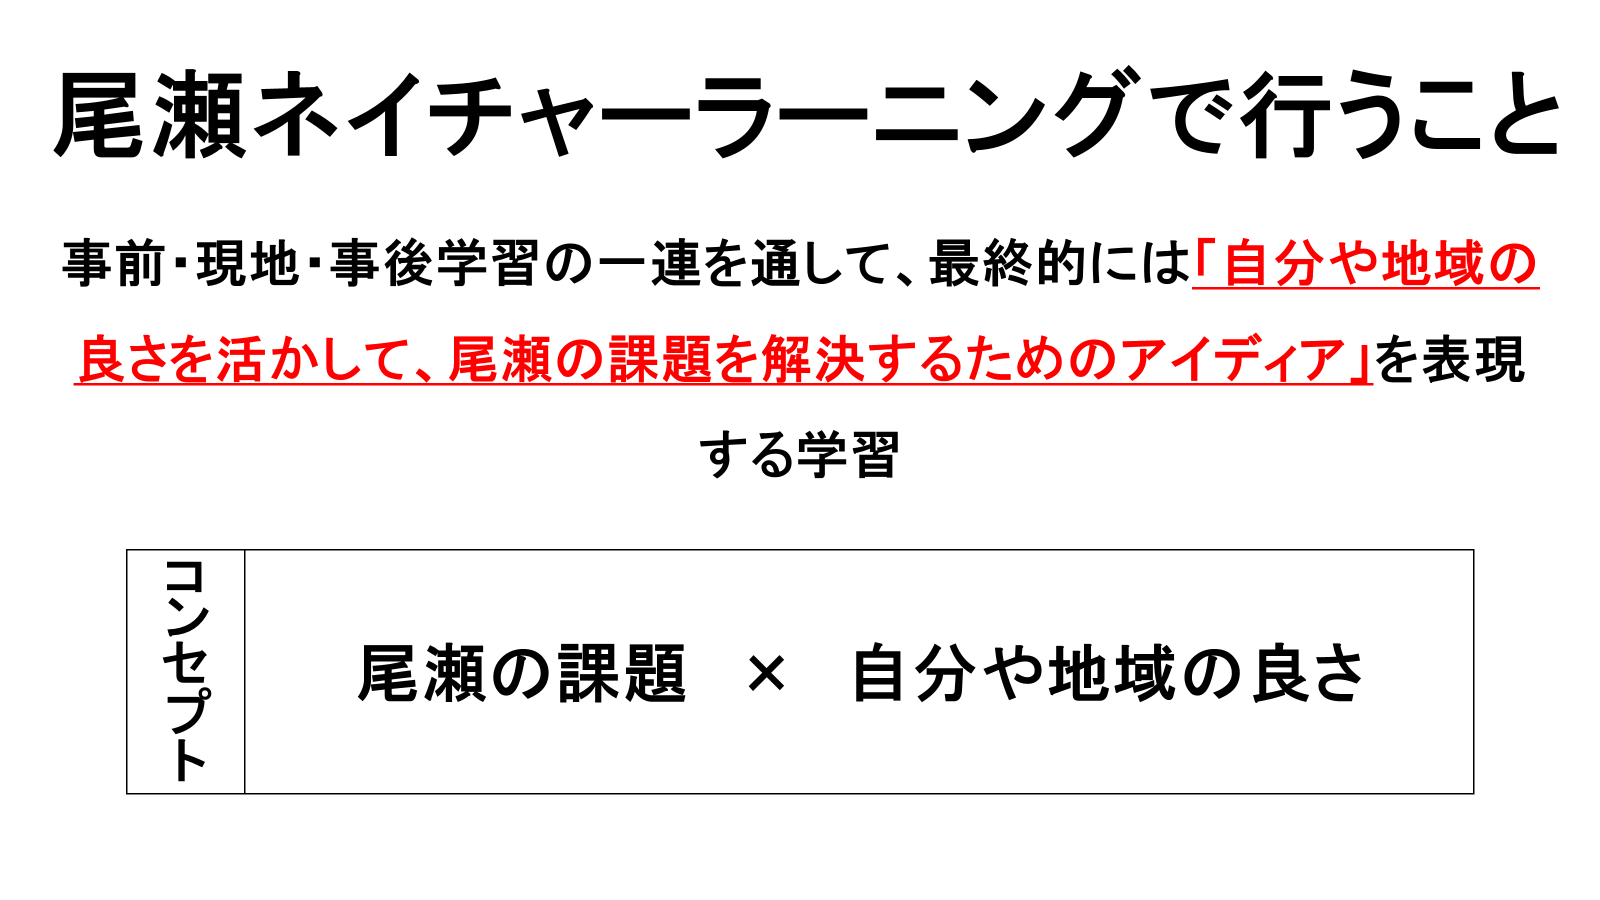 尾瀬ネイチャーラーニングで行うこと
事前・現地・事後学習の一連を通して、最終的には「自分や地域の
良さを活かして、尾瀬の課題を解決するためのアイディア」を表現
する学習
コンセプト
尾瀬の課題　×　自分や地域の良さ